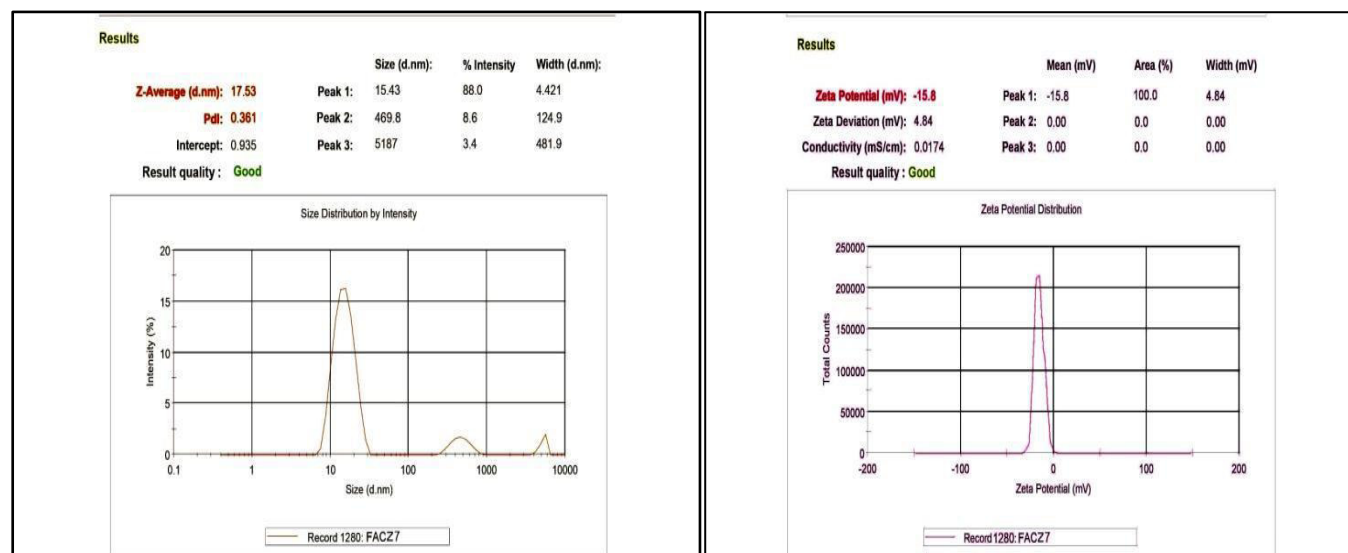 Results
Size (d.nm): % Intensity Width (d.nm):
Z-Average (d.nm): 17.53 Peak 1: 15.43 88.0 4.421
PdI: 0.361 Peak 2: 469.8 8.6 124.9
Intercept: 0.935 Peak 3: 5187 3.4 481.9
Result quality : Good
Size Distribution by Intensity
Intensity (%)
20
15
10
5
0
0.1 1 10 100 1000 10000
Size (d.nm)
Record 1280: FACZ7
Results
Mean (mV) Area (%) Width (mV)
Zeta Potential (mV): -15.8 Peak 1: -15.8 100.0 4.84
Zeta Deviation (mV): 4.84 Peak 2: 0.00 0.0 0.00
Conductivity (mS/cm): 0.0174 Peak 3: 0.00 0.0 0.00
Result quality : Good
Zeta Potential Distribution
Total Counts
250000
200000
150000
100000
50000
0
-200 -100 0 100 200
Zeta Potential (mV)
Record 1280: FACZ7